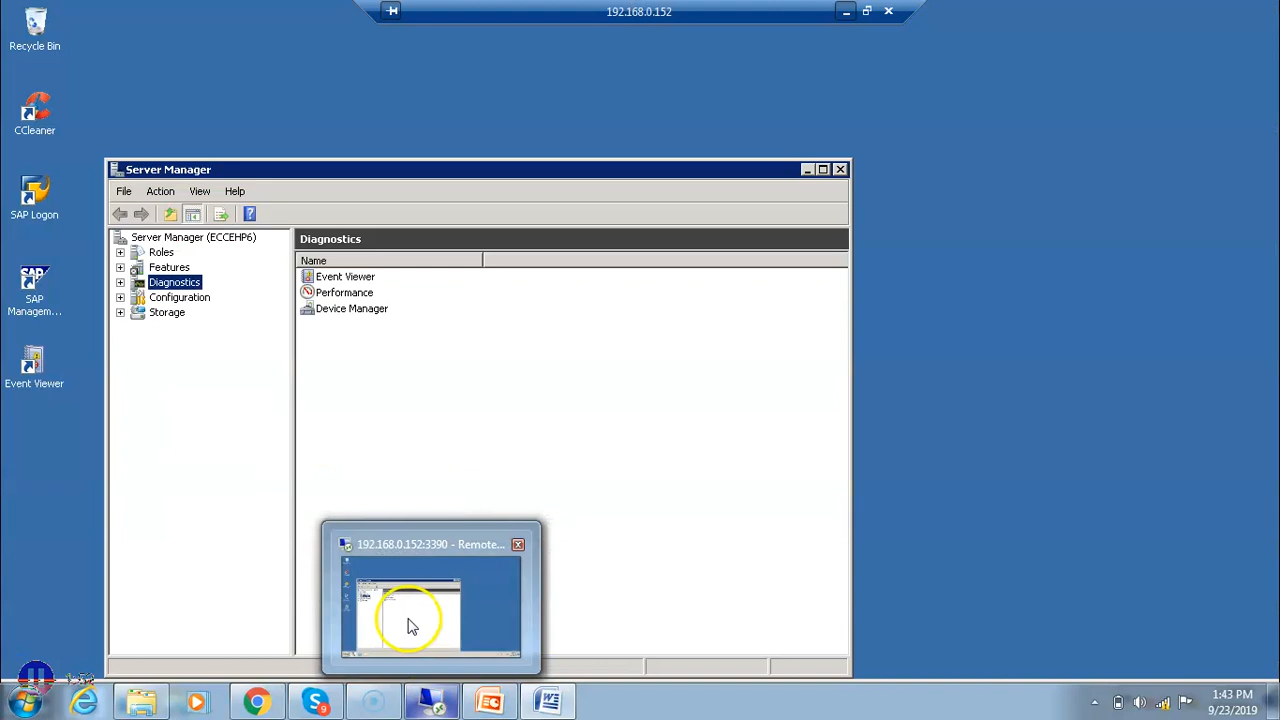 192.168.0.152
Recycle Bin
CCleaner
SAP Logon
SAP
Managem...
Event Viewer
Server Manager
File Action View Help
Server Manager (ECCEHP6)
Roles
Features
Diagnostics
Configuration
Storage
Diagnostics
Name
Event Viewer
Performance
Device Manager
192.168.0.152:3390 - Remote...
9
1:43 PM
9/23/2019